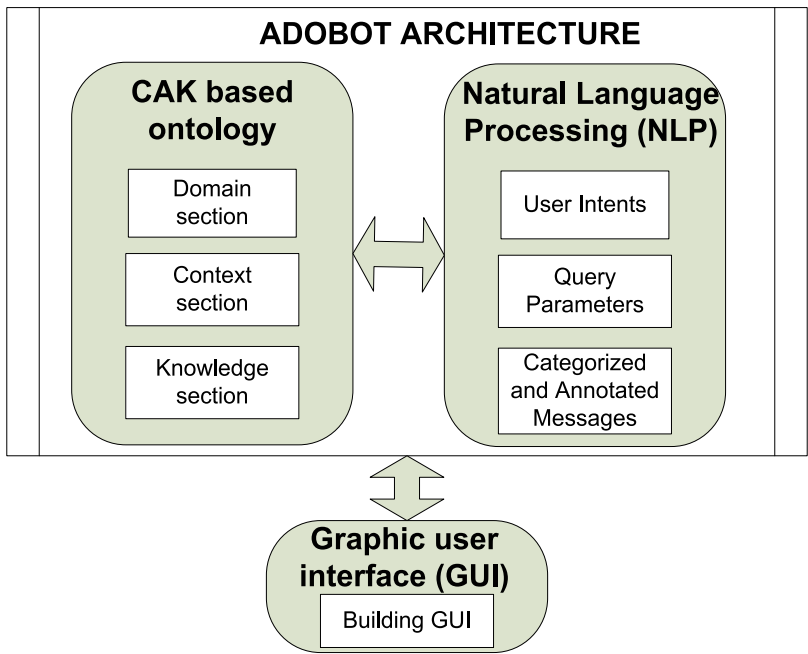 ADOBOT ARCHITECTURE
CAK based
ontology
Domain
section
Context
section
Knowledge
section
Natural Language
Processing (NLP)
User Intents
Query
Parameters
Categorized
and Annotated
Messages
Graphic user
interface (GUI)
Building GUI